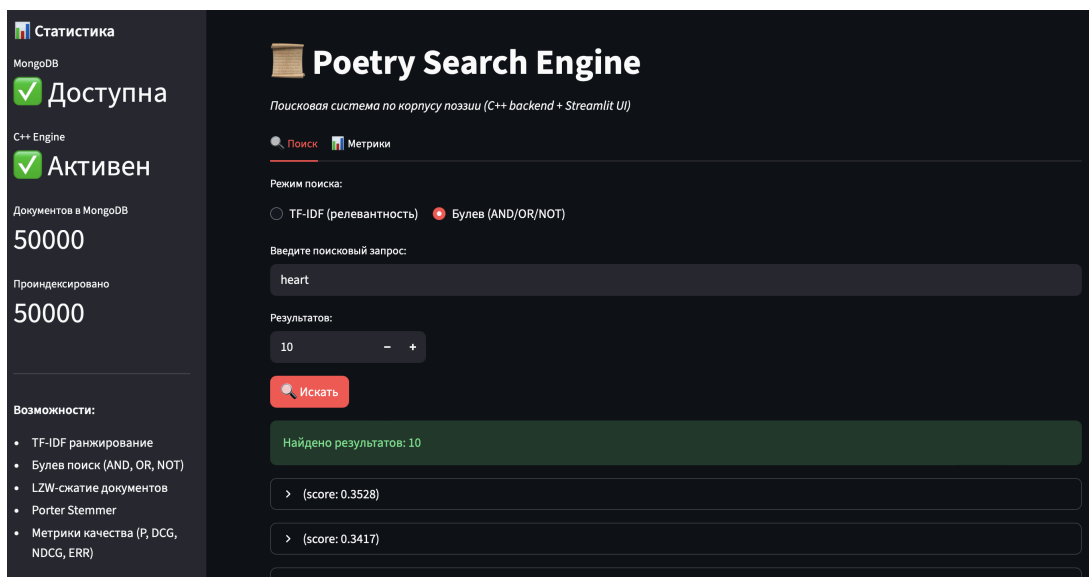 Статистика
MongoDB
Доступна
C++ Engine
Активен
Документов в MongoDB
50000
Проиндексировано
50000
Возможности:
• TF-IDF ранжирование
• Булев поиск (AND, OR, NOT)
• LZW-сжатие документов
• Porter Stemmer
• Метрики качества (P, DCG,
NDCG, ERR)
Poetry Search Engine
Поисковая система по корпусу поэзии (C++ backend + Streamlit UI)
Поиск Метрики
Режим поиска:
TF-IDF (релевантность) Булев (AND/OR/NOT)
Введите поисковый запрос:
heart
Результатов:
10 − +
Искать
Найдено результатов: 10
(score: 0.3528)
(score: 0.3417)